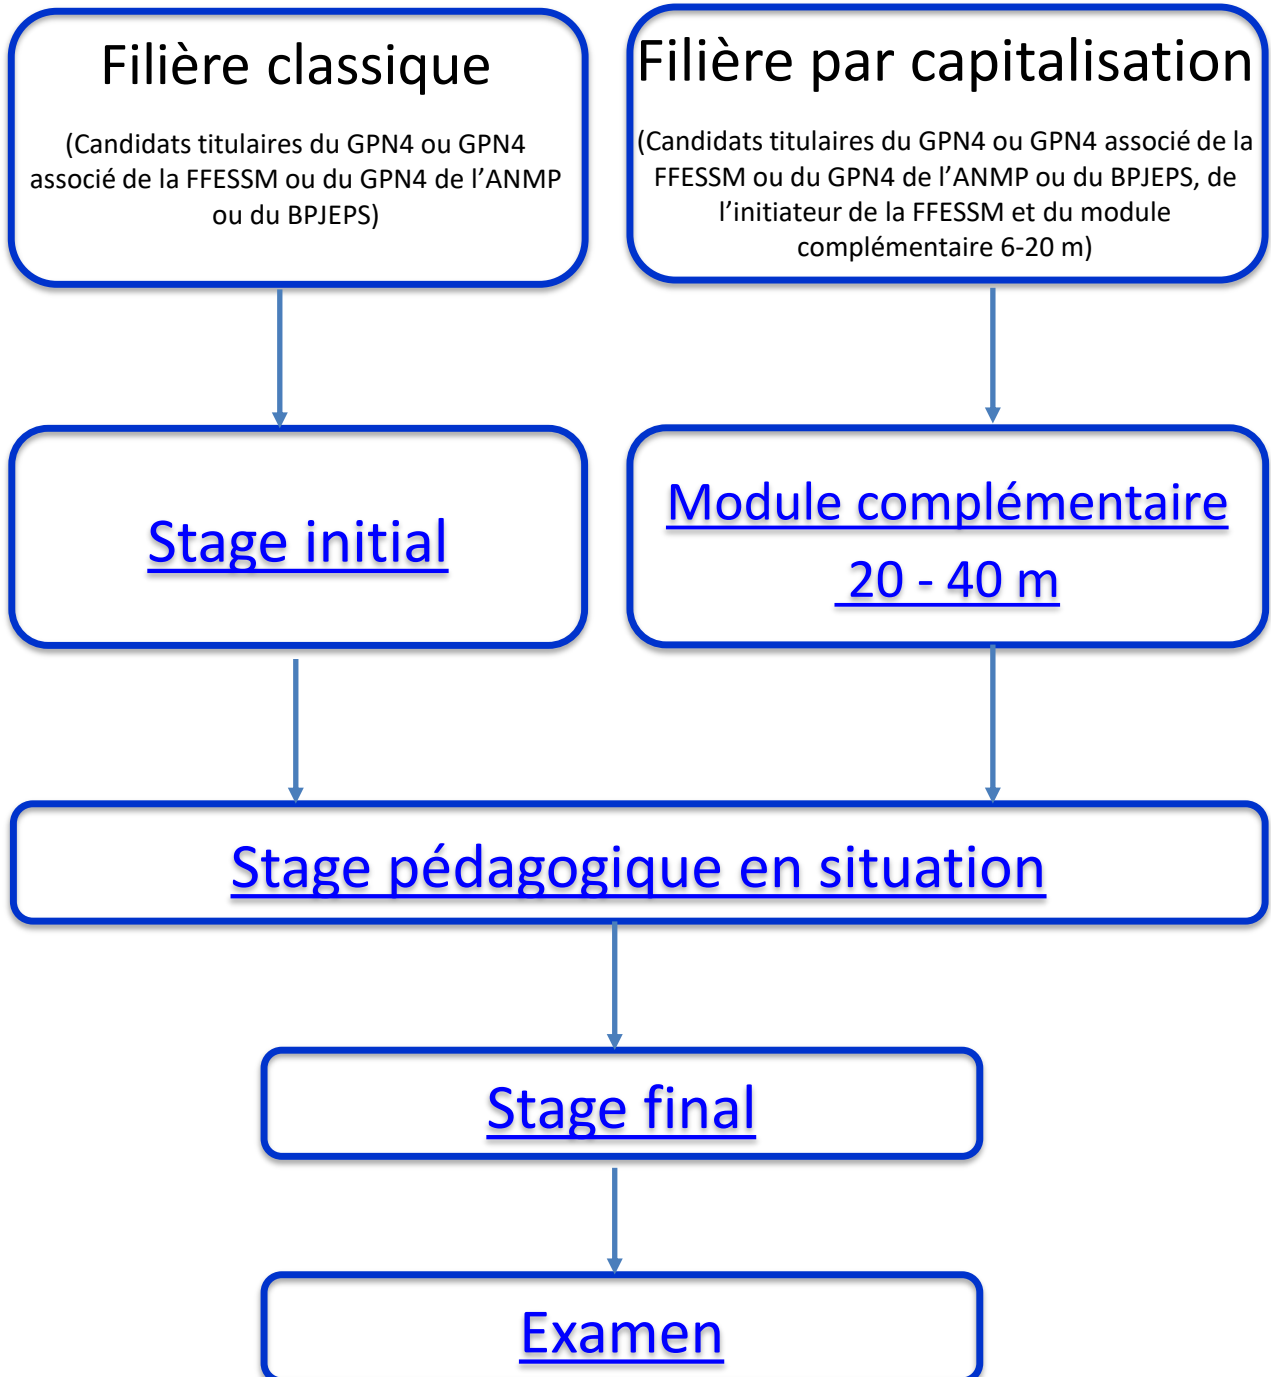 Filière classique
(Candidats titulaires du GPN4 ou GPN4
associé de la FFESSM ou du GPN4 de l’ANMP
ou du BPJEPS)
Filière par capitalisation
(Candidats titulaires du GPN4 ou GPN4 associé de la
FFESSM ou du GPN4 de l’ANMP ou du BPJEPS, de
l’initiateur de la FFESSM et du module
complémentaire 6-20 m)
Stage initial
Module complémentaire
20 - 40 m
Stage pédagogique en situation
Stage final
Examen